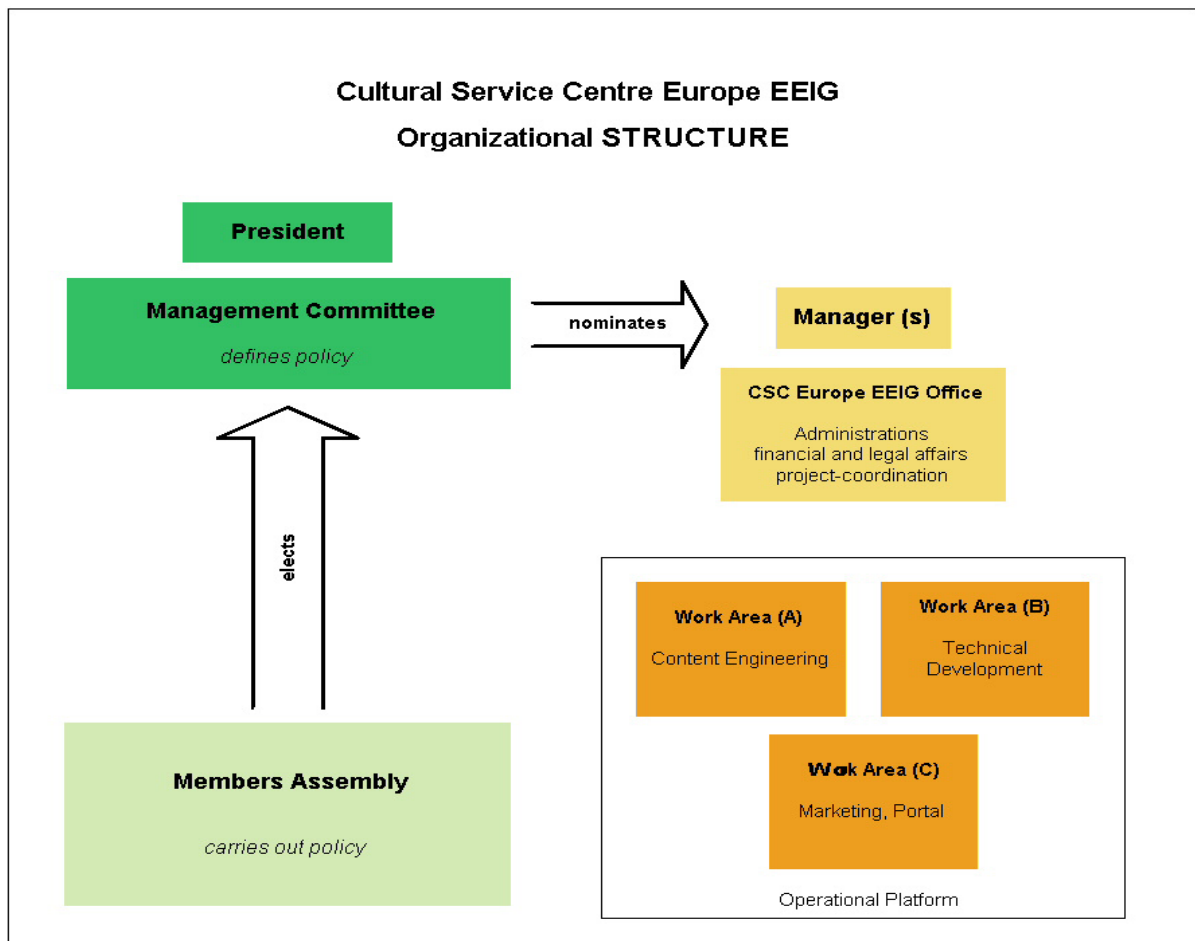 Cultural Service Centre Europe EEIG
Organizational STRUCTURE
President
Management Committee
defines policy
nominates
Manager (s)
CSC Europe EEIG Office
Administrations
financial and legal affairs
project-coordination
elects
Members Assembly
carries out policy
Work Area (A)
Content Engineering
Work Area (B)
Technical
Development
Work Area (C)
Marketing, Portal
Operational Platform